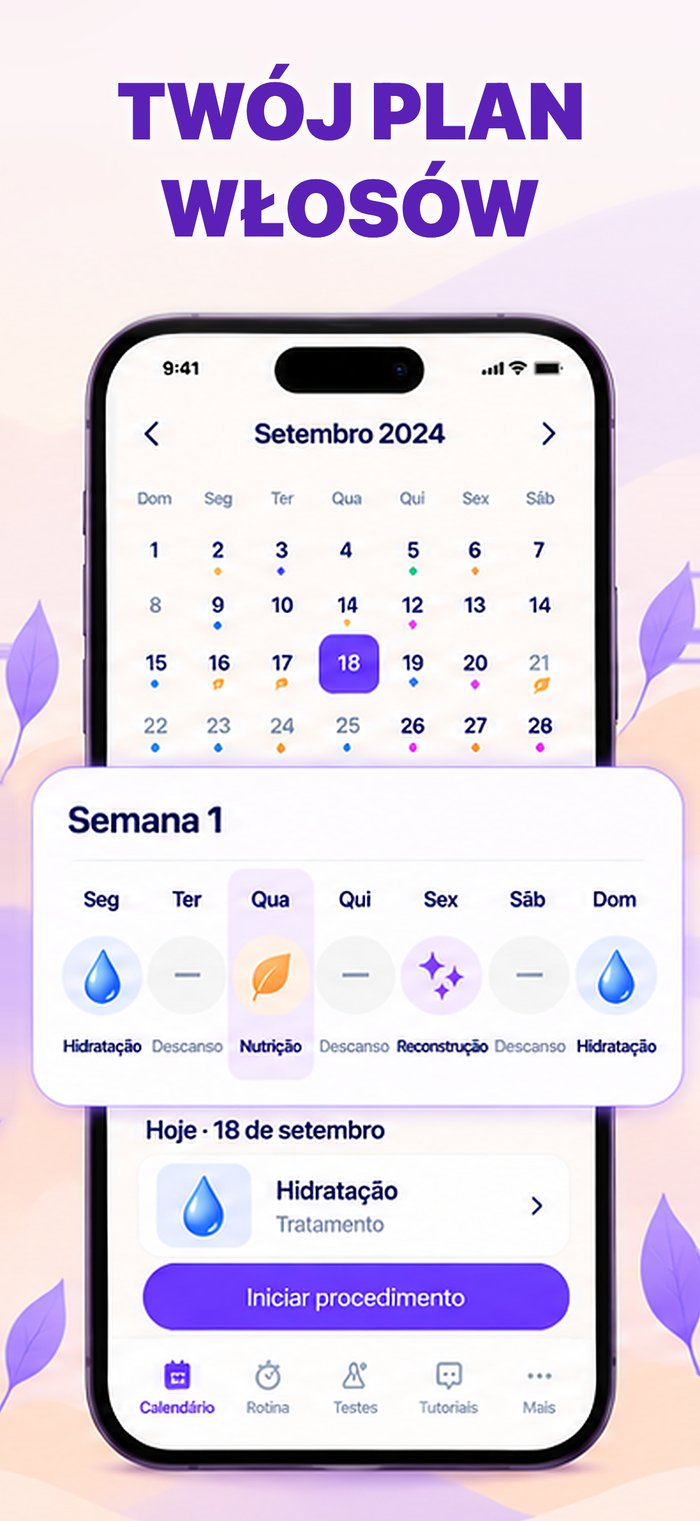 TWÓJ PLAN
WŁOSÓW
9:41
Setembro 2024
Dom Seg Ter Qua Qui Sex Sáb
1 2 3 4 5 6 7
8 9 10 14 12 13 14
15 16 17 18 19 20 21
22 23 24 25 26 27 28
Semana 1
Seg Ter Qua Qui Sex Sāb Dom
Hidratação Descanso Nutrição Descanso Reconstrução Descanso Hidratação
Hoje · 18 de setembro
Hidratação
Tratamento
Iniciar procedimento
Calendário Rotina Testes Tutoriais Mais